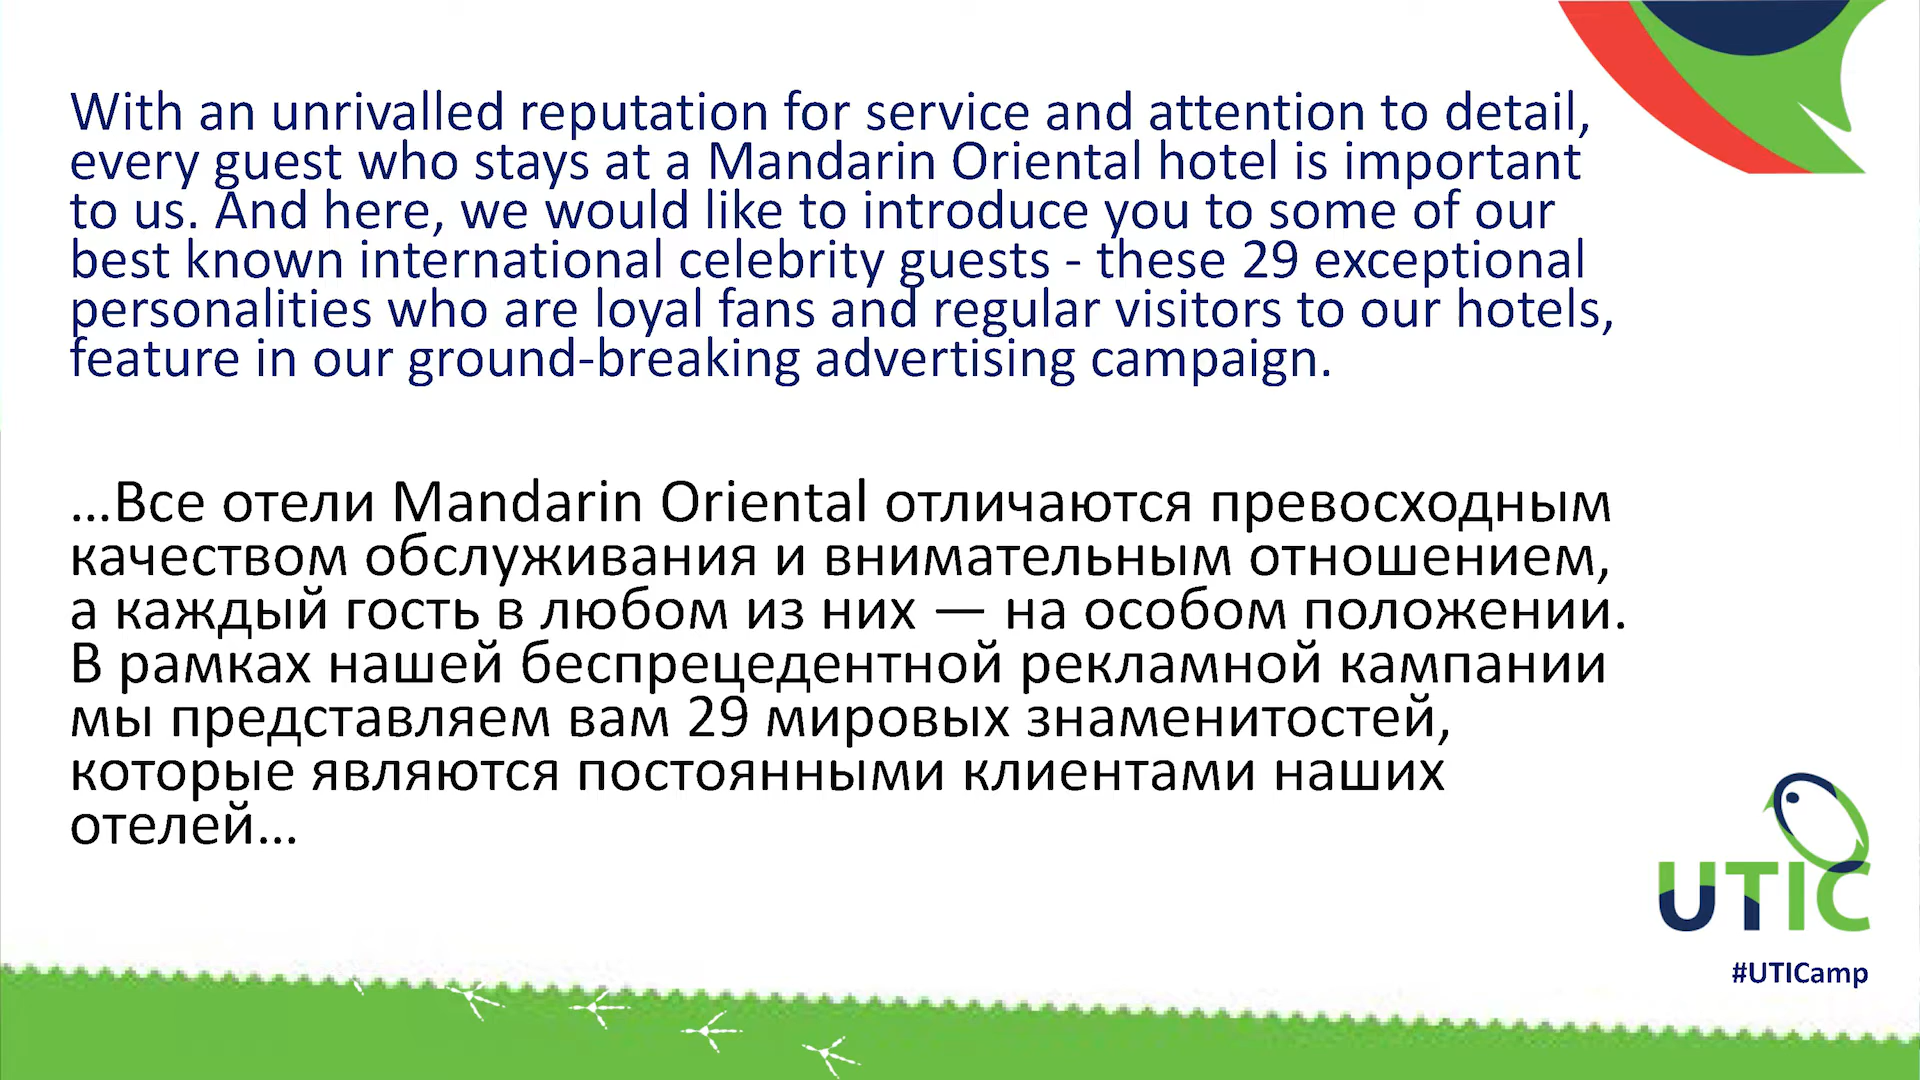 With an unrivalled reputation for service and attention to detail,
every guest who stays at a Mandarin Oriental hotel is important
to us. And here, we would like to introduce you to some of our
best known international celebrity guests - these 29 exceptional
personalities who are loyal fans and regular visitors to our hotels,
feature in our ground-breaking advertising campaign.
…Все отели Mandarin Oriental отличаются превосходным
качеством обслуживания и внимательным отношением,
а каждый гость в любом из них — на особом положении.
В рамках нашей беспрецедентной рекламной кампании
мы представляем вам 29 мировых знаменитостей,
которые являются постоянными клиентами наших
отелей…
UTIC
#UTICamp